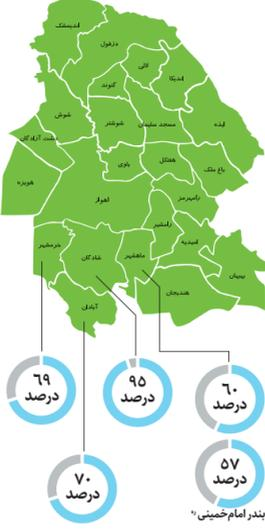 اندیمشک
دزفول
لالی
اندیکا
گتوند
شوش
شوشتر
مسجد سلیمان
ایذه
دشت آزادگان
هفتکل
باوی
باغ ملک
هویزه
اهواز
رامهرمز
رامشیر
امیدیه
خرمشهر
شادگان
ماهشهر
بهبهان
هندیجان
آبادان
۶۹
درصد
۹۵
درصد
۶۰
درصد
۷۰
درصد
۵۷
درصد
بندر امام‌خمینی (ره)